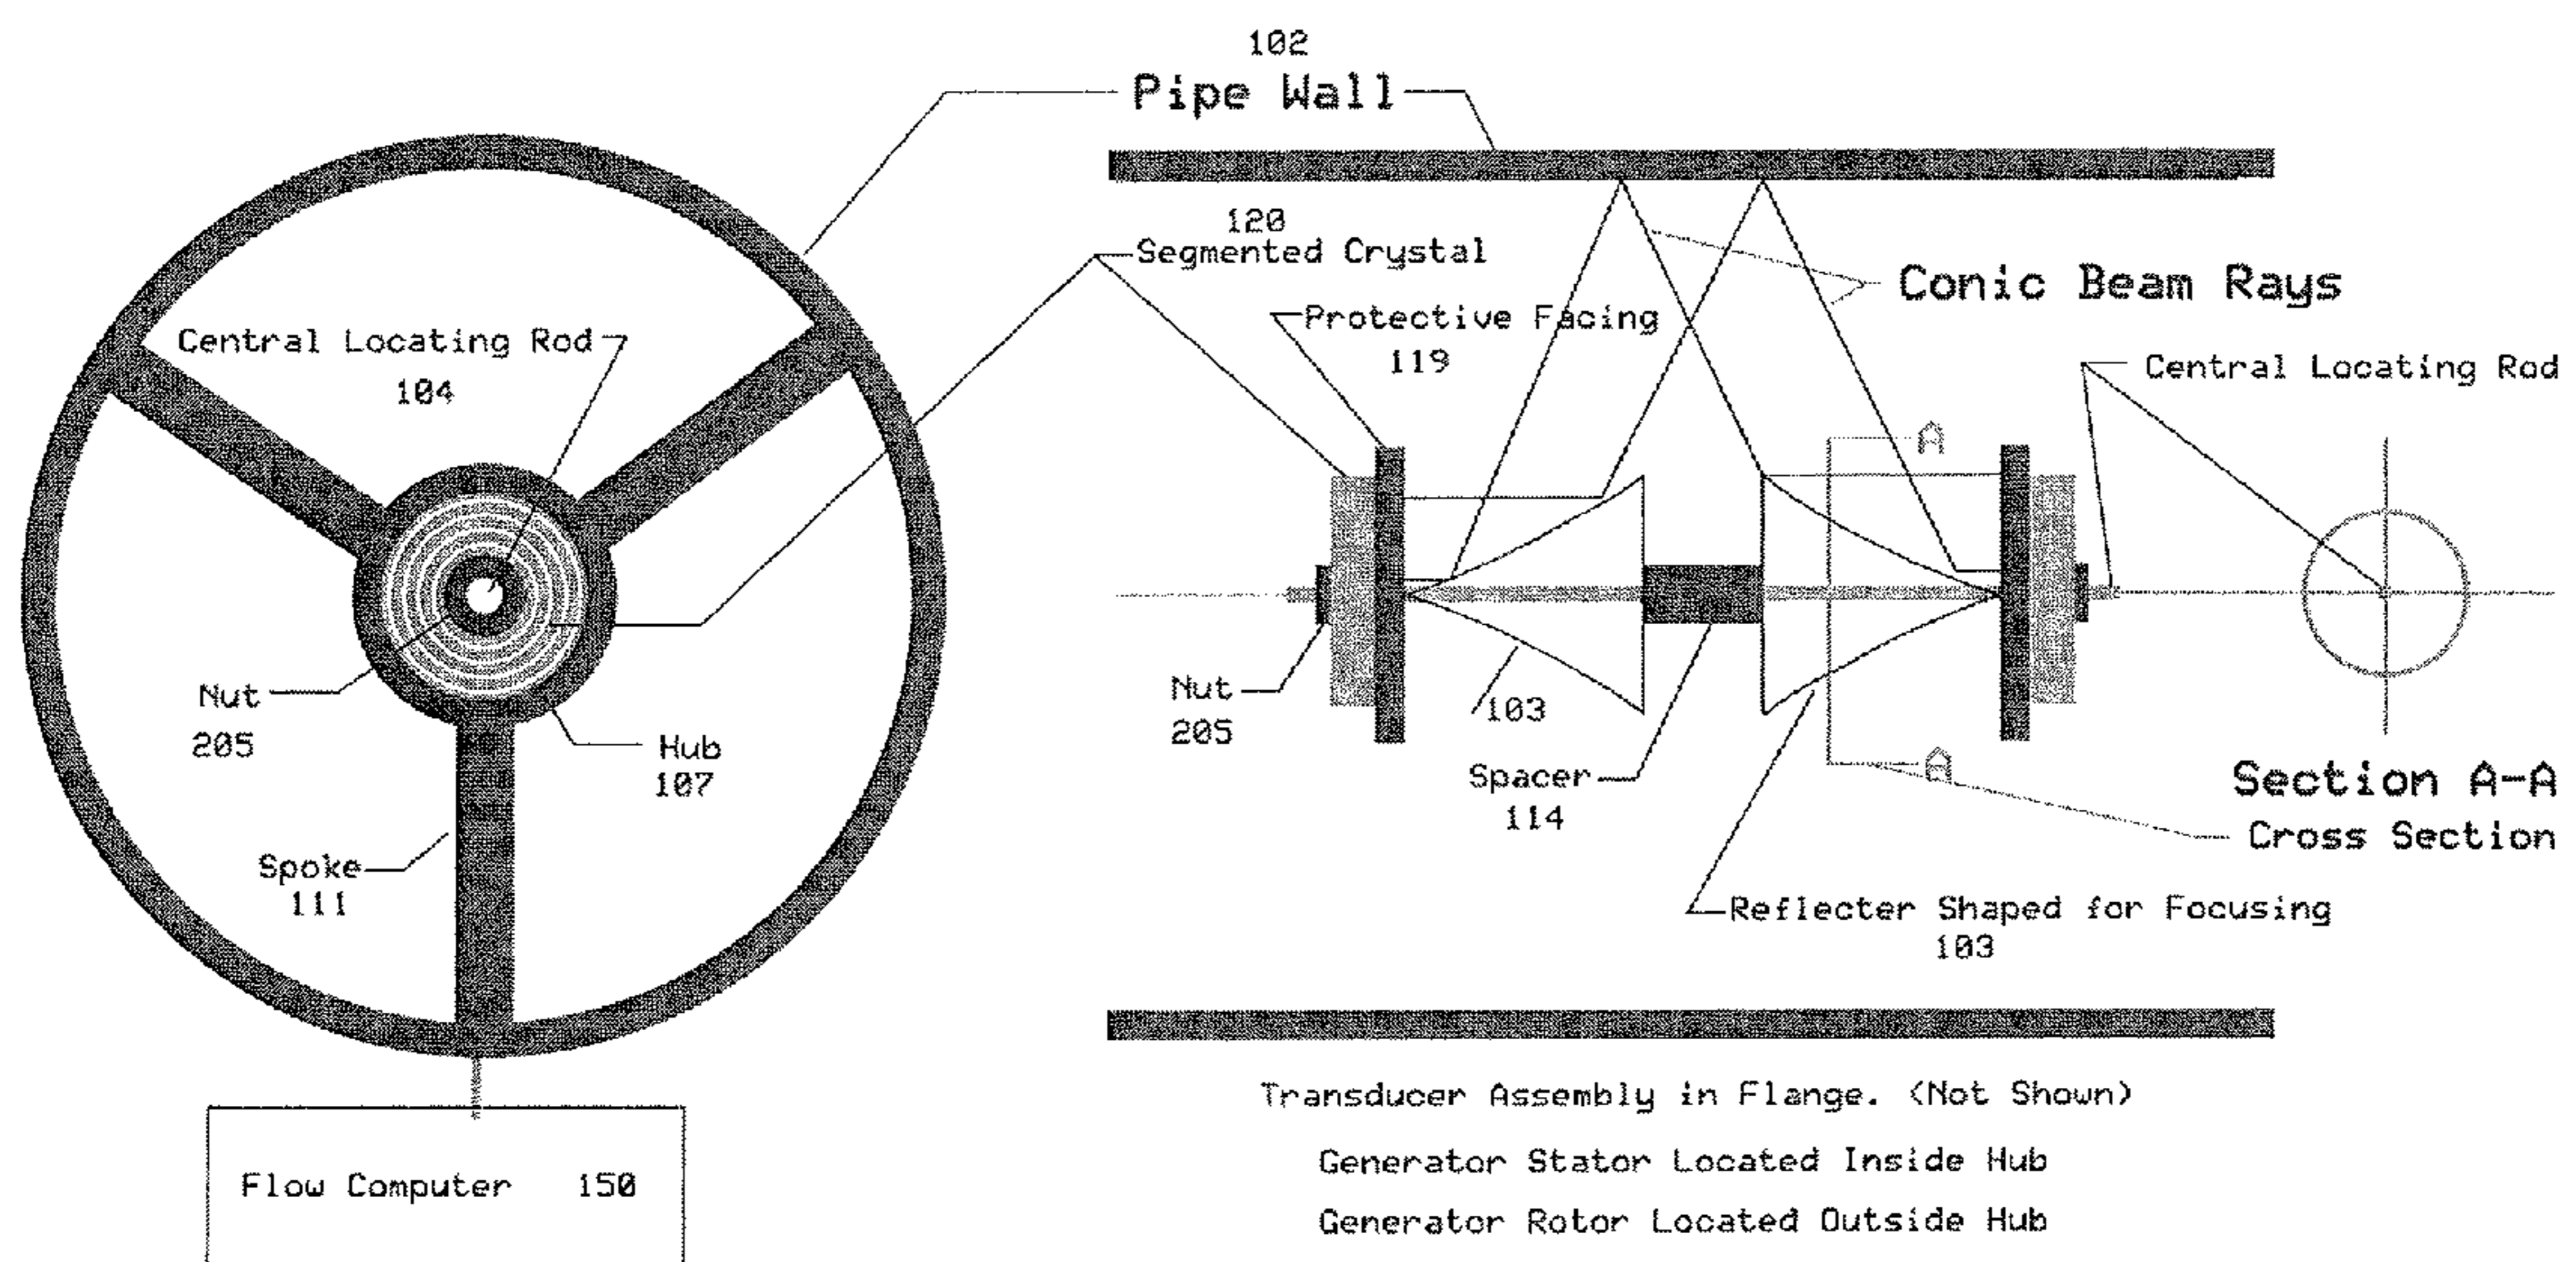 102
Pipe Wall
120
Segmented Crystal
Conic Beam Rays
Protective Facing
119
Central Locating Rod
104
Central Locating Rod
A
Nut
205
Hub
107
Nut
205
103
Spacer
114
A
Section A-A
Cross Section
Spoke
111
Reflecter Shaped for Focusing
103
Transducer Assembly in Flange. (Not Shown)
Generator Stator Located Inside Hub
Generator Rotor Located Outside Hub
Flow Computer 150